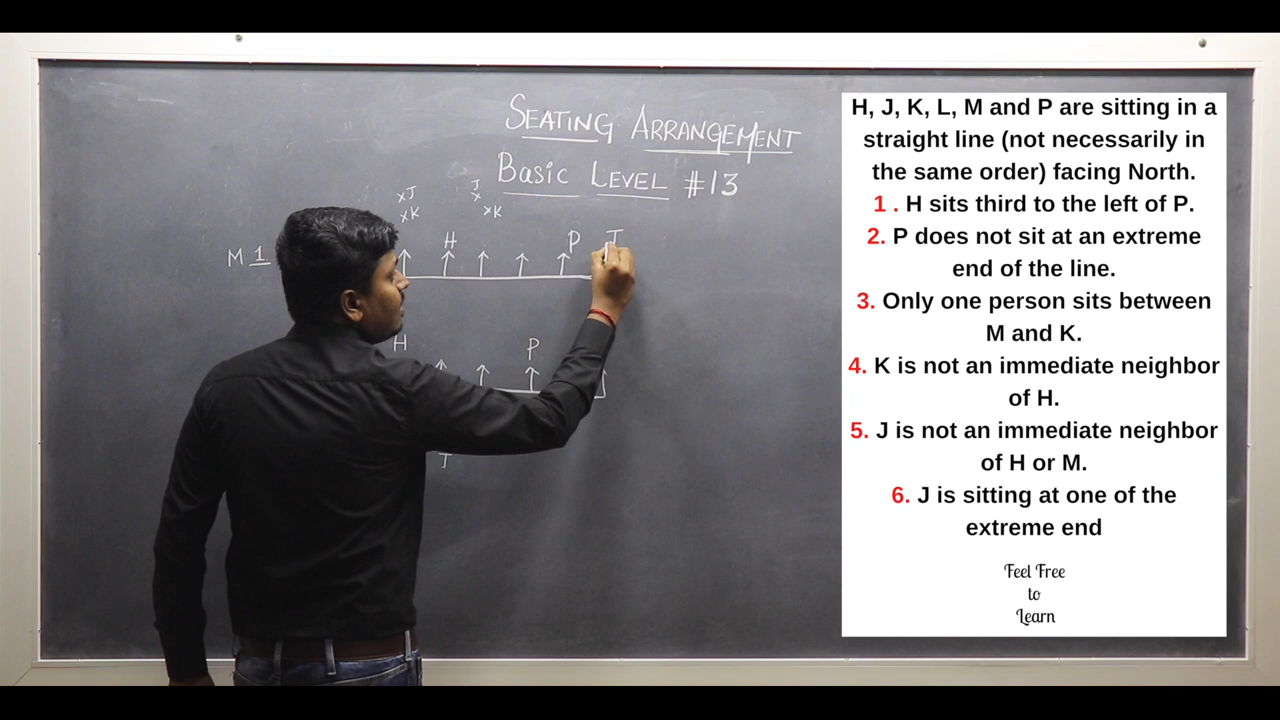 SEATING ARRANGEMENT
Basic LEVEL #13
xJ
xK
J
x
xK
M 1
H
P
J
H
P
J
H, J, K, L, M and P are sitting in a
straight line (not necessarily in
the same order) facing North.
1 . H sits third to the left of P.
2. P does not sit at an extreme
end of the line.
3. Only one person sits between
M and K.
4. K is not an immediate neighbor
of H.
5. J is not an immediate neighbor
of H or M.
6. J is sitting at one of the
extreme end
Feel Free
to
Learn